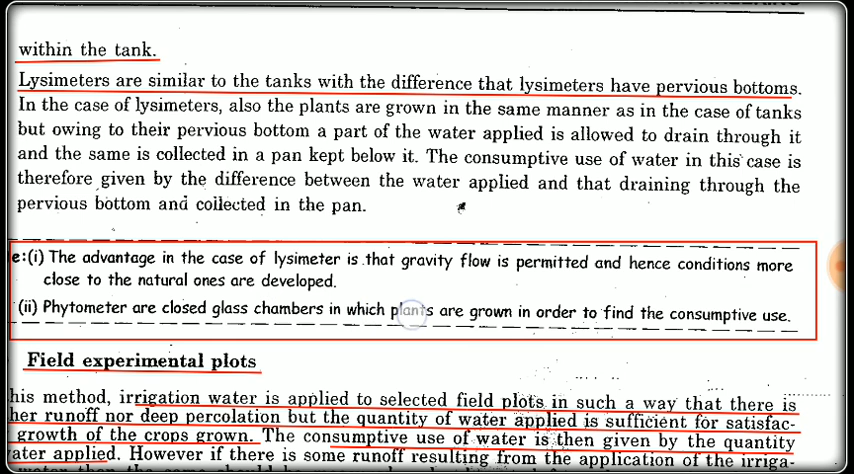 within the tank.
Lysimeters are similar to the tanks with the difference that lysimeters have pervious bottoms.
In the case of lysimeters, also the plants are grown in the same manner as in the case of tanks
but owing to their pervious bottom a part of the water applied is allowed to drain through it
and the same is collected in a pan kept below it. The consumptive use of water in this case is
therefore given by the difference between the water applied and that draining through the
pervious bottom and collected in the pan.
e:(i) The advantage in the case of lysimeter is that gravity flow is permitted and hence conditions more
close to the natural ones are developed.
(ii) Phytometer are closed glass chambers in which plants are grown in order to find the consumptive use.
Field experimental plots
his method, irrigation water is applied to selected field plots in such a way that there is
her runoff nor deep percolation but the quantity of water applied is sufficient for satisfac-
growth of the crops grown. The consumptive use of water is then given by the quantity
ater applied. However if there is some runoff resulting from the application of the irriga-